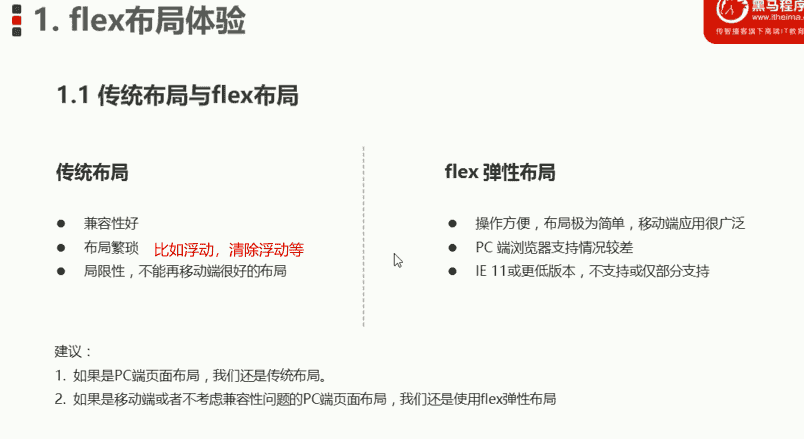 1. flex布局体验
黑马程序
www.itheima.c
传智播客旗下高端IT教育
1.1 传统布局与flex布局
传统布局
兼容性好
布局繁琐 比如浮动，清除浮动等
局限性，不能再移动端很好的布局
flex 弹性布局
操作方便，布局极为简单，移动端应用很广泛
PC 端浏览器支持情况较差
IE 11或更低版本，不支持或仅部分支持
建议：
1. 如果是PC端页面布局，我们还是传统布局。
2. 如果是移动端或者不考虑兼容性问题的PC端页面布局，我们还是使用flex弹性布局